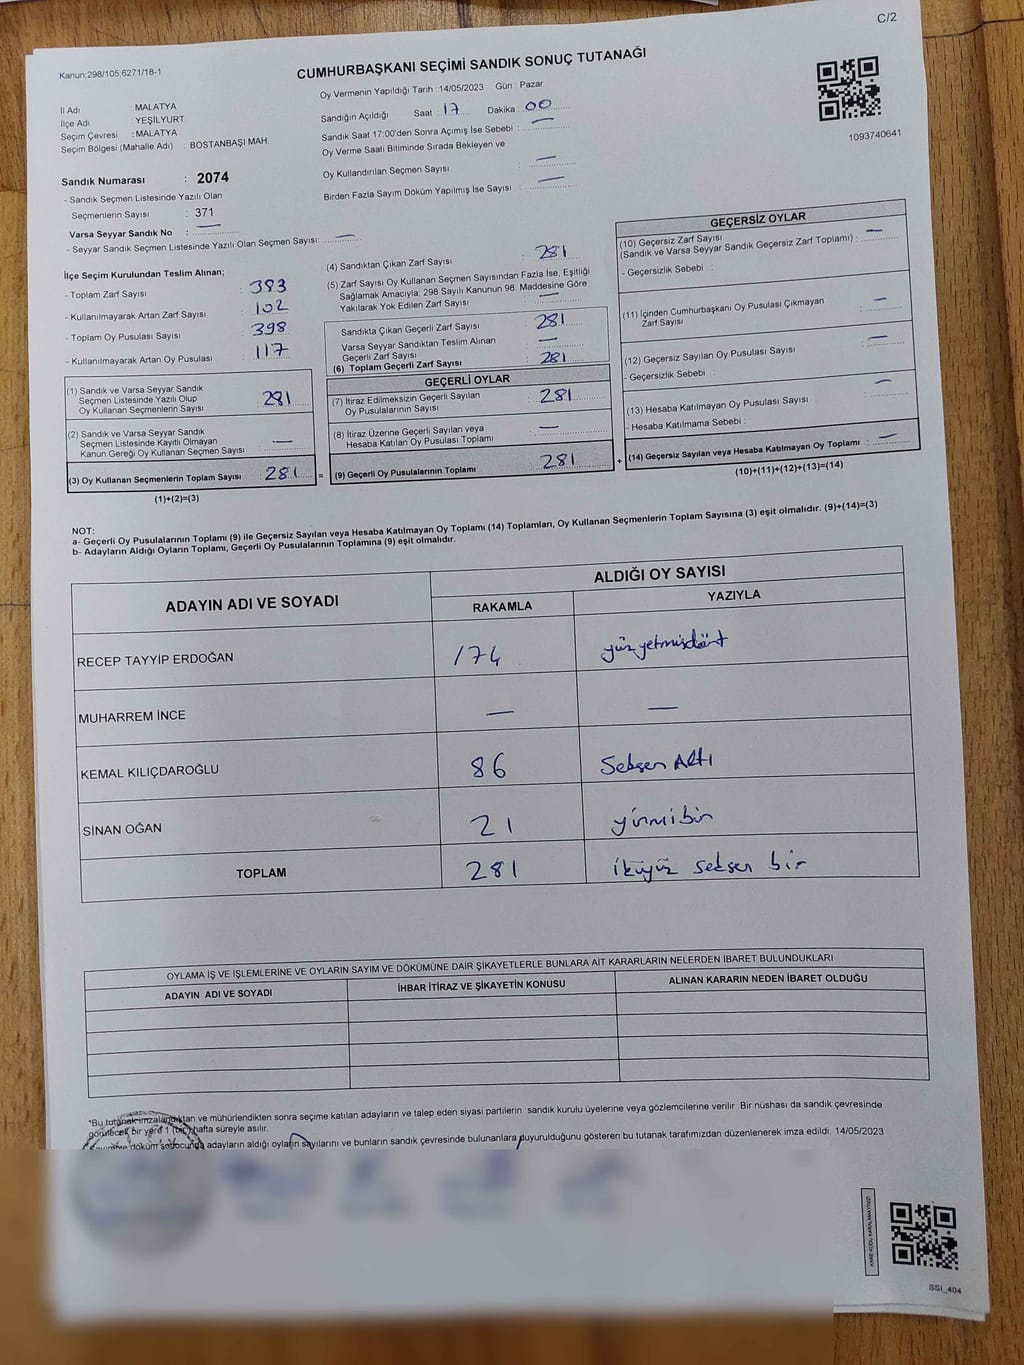 C/2
Kanun;298/105;6271/18-1
CUMHURBAŞKANI SEÇİMİ SANDIK SONUÇ TUTANAĞI
Oy Vermenin Yapıldığı Tarih :14/05/2023 Gün : Pazar
İl Adı : MALATYA
İlçe Adı : YEŞİLYURT
Seçim Çevresi : MALATYA
Seçim Bölgesi (Mahalle Adı) : BOSTANBAŞI MAH.
Sandığın Açıldığı Saat : 17 Dakika : 00
Sandık Saat 17:00'den Sonra Açımış İse Sebebi : —
Oy Verme Saati Bitiminde Sırada Bekleyen ve
Oy Kullandırılan Seçmen Sayısı : —
Birden Fazla Sayım Döküm Yapılmış İse Sayısı : —
1093740641
Sandık Numarası : 2074
- Sandık Seçmen Listesinde Yazılı Olan
Seçmenlerin Sayısı : 371
Varsa Seyyar Sandık No : —
- Seyyar Sandık Seçmen Listesinde Yazılı Olan Seçmen Sayısı: —
İlçe Seçim Kurulundan Teslim Alınan;
- Toplam Zarf Sayısı : 383
- Kullanılmayarak Artan Zarf Sayısı : 102
- Toplam Oy Pusulası Sayısı : 398
- Kullanılmayarak Artan Oy Pusulası : 117
(1) Sandık ve Varsa Seyyar Sandık
Seçmen Listesinde Yazılı Olup
Oy Kullanan Seçmenlerin Sayısı : 281
(2) Sandık ve Varsa Seyyar Sandık
Seçmen Listesinde Kayıtlı Olmayan
Kanun Gereği Oy Kullanan Seçmen Sayısı : —
(3) Oy Kullanan Seçmenlerin Toplam Sayısı : 281 =
(1)+(2)=(3)
(4) Sandıktan Çıkan Zarf Sayısı : 281
(5) Zarf Sayısı Oy Kullanan Seçmen Sayısından Fazla İse, Eşitliği
Sağlamak Amacıyla; 298 Sayılı Kanunun 98. Maddesine Göre
Yakılarak Yok Edilen Zarf Sayısı : —
Sandıkta Çıkan Geçerli Zarf Sayısı : 281
Varsa Seyyar Sandıktan Teslim Alınan
Geçerli Zarf Sayısı : —
(6) Toplam Geçerli Zarf Sayısı : 281
GEÇERLİ OYLAR
(7) İtiraz Edilmeksizin Geçerli Sayılan
Oy Pusulalarının Sayısı : 281
(8) İtiraz Üzerine Geçerli Sayılan veya
Hesaba Katılan Oy Pusulası Toplamı : —
(9) Geçerli Oy Pusulalarının Toplamı : 281 +
GEÇERSİZ OYLAR
(10) Geçersiz Zarf Sayısı
(Sandık ve Varsa Seyyar Sandık Geçersiz Zarf Toplamı) : —
- Geçersizlik Sebebi :
(11) İçinden Cumhurbaşkanı Oy Pusulası Çıkmayan
Zarf Sayısı : —
(12) Geçersiz Sayılan Oy Pusulası Sayısı : —
- Geçersizlik Sebebi :
(13) Hesaba Katılmayan Oy Pusulası Sayısı : —
- Hesaba Katılmama Sebebi :
(14) Geçersiz Sayılan veya Hesaba Katılmayan Oy Toplamı : —
(10)+(11)+(12)+(13)=(14)
NOT:
a- Geçerli Oy Pusulalarının Toplamı (9) ile Geçersiz Sayılan veya Hesaba Katılmayan Oy Toplamı (14) Toplamları, Oy Kullanan Seçmenlerin Toplam Sayısına (3) eşit olmalıdır. (9)+(14)=(3)
b- Adayların Aldığı Oyların Toplamı, Geçerli Oy Pusulalarının Toplamına (9) eşit olmalıdır.
ADAYIN ADI VE SOYADI
ALDIĞI OY SAYISI
RAKAMLA YAZIYLA
RECEP TAYYİP ERDOĞAN 174 yüz yetmişdört
MUHARREM İNCE — —
KEMAL KILIÇDAROĞLU 86 Seksen Altı
SİNAN OĞAN 21 yirmibir
TOPLAM 281 ikiyüz seksen bir
OYLAMA İŞ VE İŞLEMLERİNE VE OYLARIN SAYIM VE DÖKÜMÜNE DAİR ŞİKAYETLERLE BUNLARA AİT KARARLARIN NELERDEN İBARET BULUNDUKLARI
ADAYIN ADI VE SOYADI İHBAR İTİRAZ VE ŞİKAYETİN KONUSU ALINAN KARARIN NEDEN İBARET OLDUĞU
*Bu tutanak imzalandıktan ve mühürlendikten sonra seçime katılan adayların ve talep eden siyasi partilerin sandık kurulu üyelerine veya gözlemcilerine verilir. Bir nüshası da sandık çevresinde
görülecek bir yere 1 (bir) hafta süreyle asılır.
döküm sonucunda adayların aldığı oyların sayılarını ve bunların sandık çevresinde bulunanlara duyurulduğunu gösteren bu tutanak tarafımızdan düzenlenerek imza edildi. 14/05/2023
KARE KODU KARALAMAYINIZ!
SSI_404